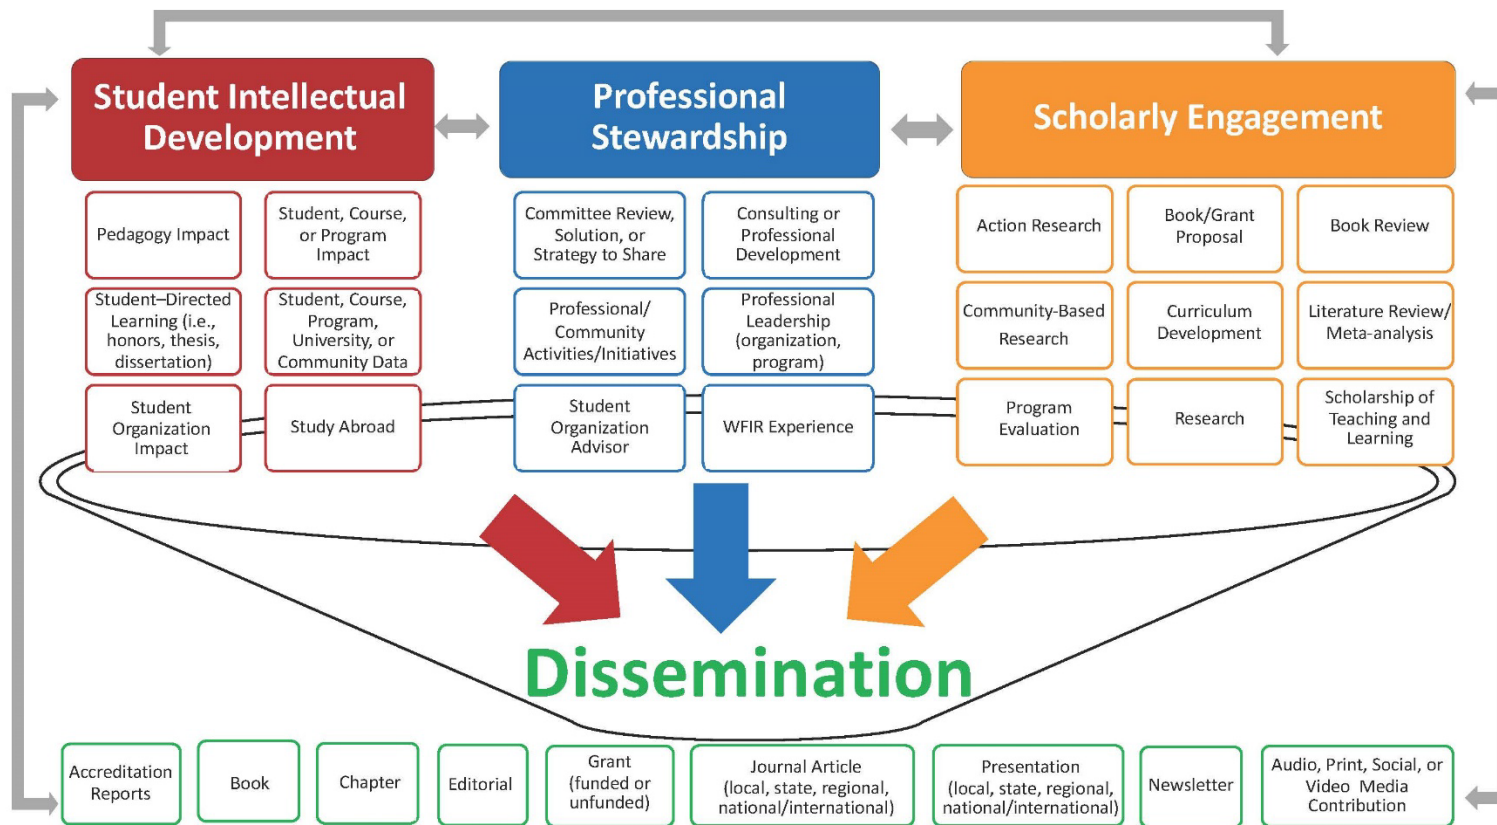 Student Intellectual
Development
Professional
Stewardship
Scholarly Engagement
Pedagogy Impact
Student, Course,
or Program
Impact
Student–Directed
Learning (i.e.,
honors, thesis,
dissertation)
Student, Course,
Program,
University, or
Community Data
Student
Organization
Impact
Study Abroad
Committee Review,
Solution, or
Strategy to Share
Consulting or
Professional
Development
Professional/
Community
Activities/Initiatives
Professional
Leadership
(organization,
program)
Student
Organization
Advisor
WFIR Experience
Action Research
Book/Grant
Proposal
Book Review
Community-Based
Research
Curriculum
Development
Literature Review/
Meta-analysis
Program
Evaluation
Research
Scholarship of
Teaching and
Learning
Dissemination
Accreditation
Reports
Book
Chapter
Editorial
Grant
(funded or
unfunded)
Journal Article
(local, state, regional,
national/international)
Presentation
(local, state, regional,
national/international)
Newsletter
Audio, Print, Social, or
Video Media
Contribution